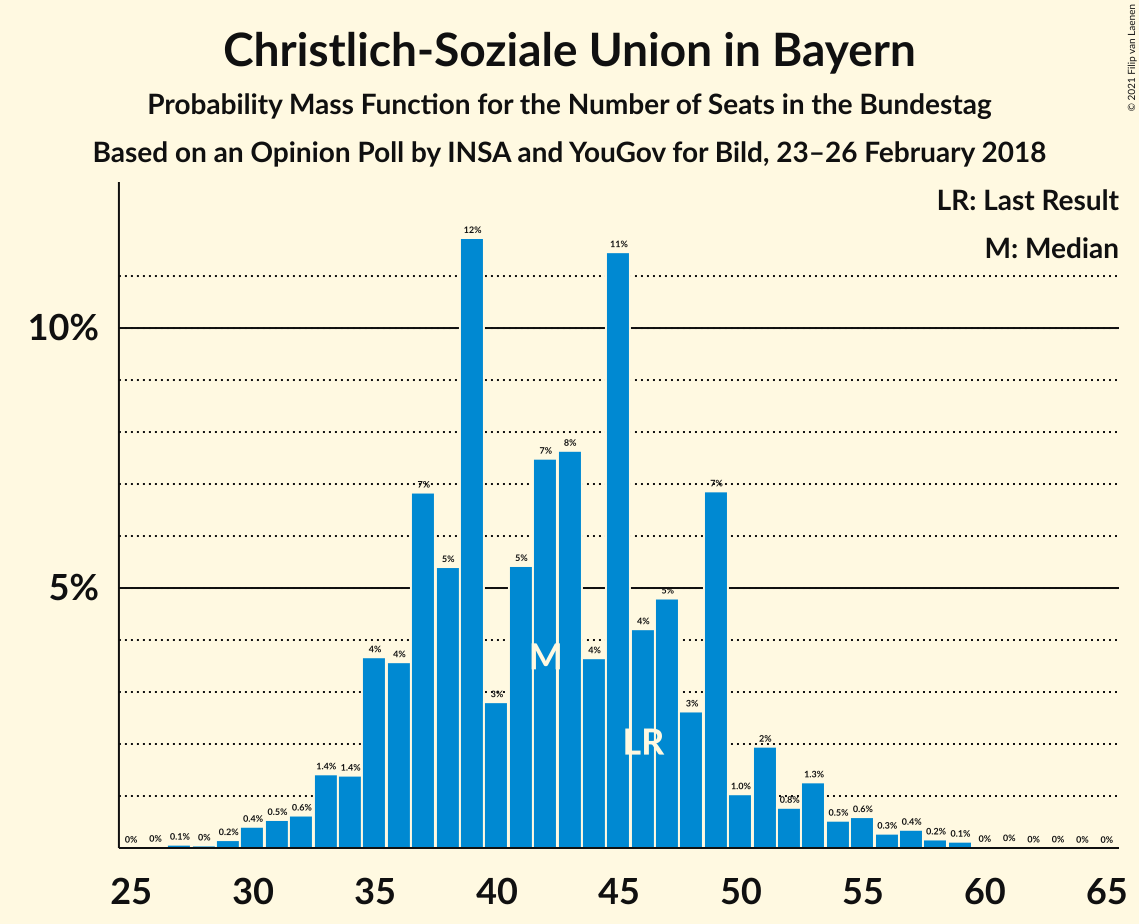 Christlich-Soziale Union in Bayern
Probability Mass Function for the Number of Seats in the Bundestag
Based on an Opinion Poll by INSA and YouGov for Bild, 23–26 February 2018
© 2021 Filip van Laenen
LR: Last Result
M: Median
10%
5%
0% 0% 0.1% 0% 0.2% 0.4% 0.5% 0.6% 1.4% 1.4% 4% 4% 7% 5% 12% 3% 5% 7% 8% 4% 11% 4% 5% 3% 7% 1.0% 2% 0.8% 1.3% 0.5% 0.6% 0.3% 0.4% 0.2% 0.1% 0% 0% 0% 0% 0% 0%
M
LR
25 30 35 40 45 50 55 60 65